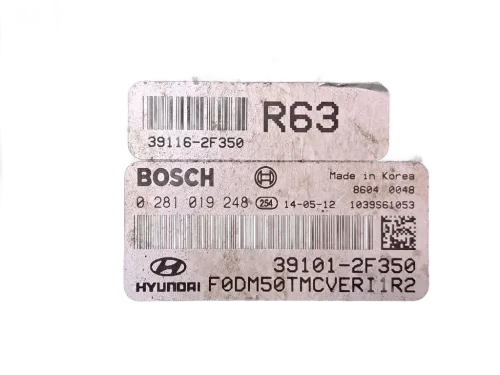 R63
39116-2F350
BOSCH
Made in Korea
8604 0048
0 281 019 248 254 14-05-12 1039S61053
39101-2F350
HYUNDAI F0DM50TMCVERI1R2